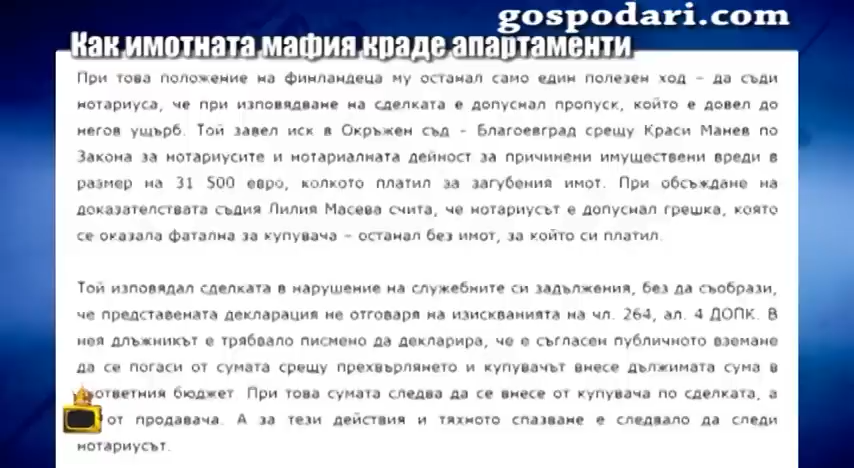 gospodari.com
Как имотната мафия краде апартаменти
При това положение на финландеца му останал само един полезен ход – да съди
нотариуса, че при изповядване на сделката е допуснал пропуск, който е довел до
негов ущърб. Той завел иск в Окръжен съд - Благоевград срещу Краси Манев по
Закона за нотариусите и нотариалната дейност за причинени имуществени вреди в
размер на 31 500 евро, колкото платил за загубения имот. При обсъждане на
доказателствата съдия Лилия Масева счита, че нотариусът е допуснал грешка, която
се оказала фатална за купувача – останал без имот, за който си платил.
Той изповядал сделката в нарушение на служебните си задължения, без да съобрази,
че представената декларация не отговаря на изискванията на чл. 264, ал. 4 ДОПК. В
нея длъжникът е трябвало писмено да декларира, че е съгласен публичното вземане
да се погаси от сумата срещу прехвърлянето и купувачът внесе дължимата сума в
ответния бюджет. При това сумата следва да се внесе от купувача по сделката, а
от продавача. А за тези действия и тяхното спазване е следвало да следи
нотариусът.